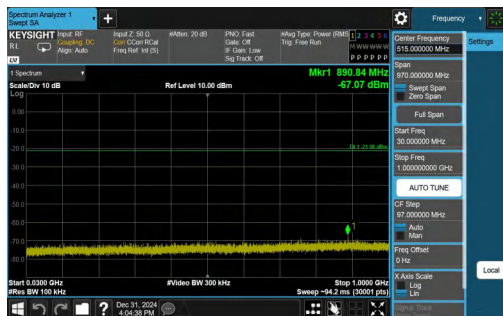 Spectrum Analyzer 1
Swept SA
Frequency
KEYSIGHT
Input: RF
Input Z: 50 Ω
#Atten: 20 dB
PNO: Fast
#Avg Type: Power (RMS
1 2 3 4 5 6
RL
Coupling: DC
Corr CCorr RCal
Gate: Off
Trig: Free Run
M W W W W W
Align: Auto
Freq Ref: Int (S)
IF Gain: Low
Sig Track: Off
P P P P P P
LV
1 Spectrum
Mkr1 890.84 MHz
Scale/Div 10 dB
Ref Level 10.00 dBm
-67.07 dBm
Log
0.00
-10.0
-20.0
-30.0
-40.0
-50.0
-60.0
-70.0
-80.0
1
Start 0.0300 GHz
#Video BW 300 kHz
Stop 1.0000 GHz
#Res BW 100 kHz
Sweep ~94.2 ms (30001 pts)
Dec 31, 2024
4:04:38 PM
Center Frequency
515.000000 MHz
Settings
Span
970.000000 MHz
Swept Span
Zero Span
Full Span
Start Freq
30.000000 MHz
Stop Freq
1.000000000 GHz
AUTO TUNE
CF Step
97.000000 MHz
Auto
Man
Freq Offset
0 Hz
X Axis Scale
Log
Lin
Signal Track
Local